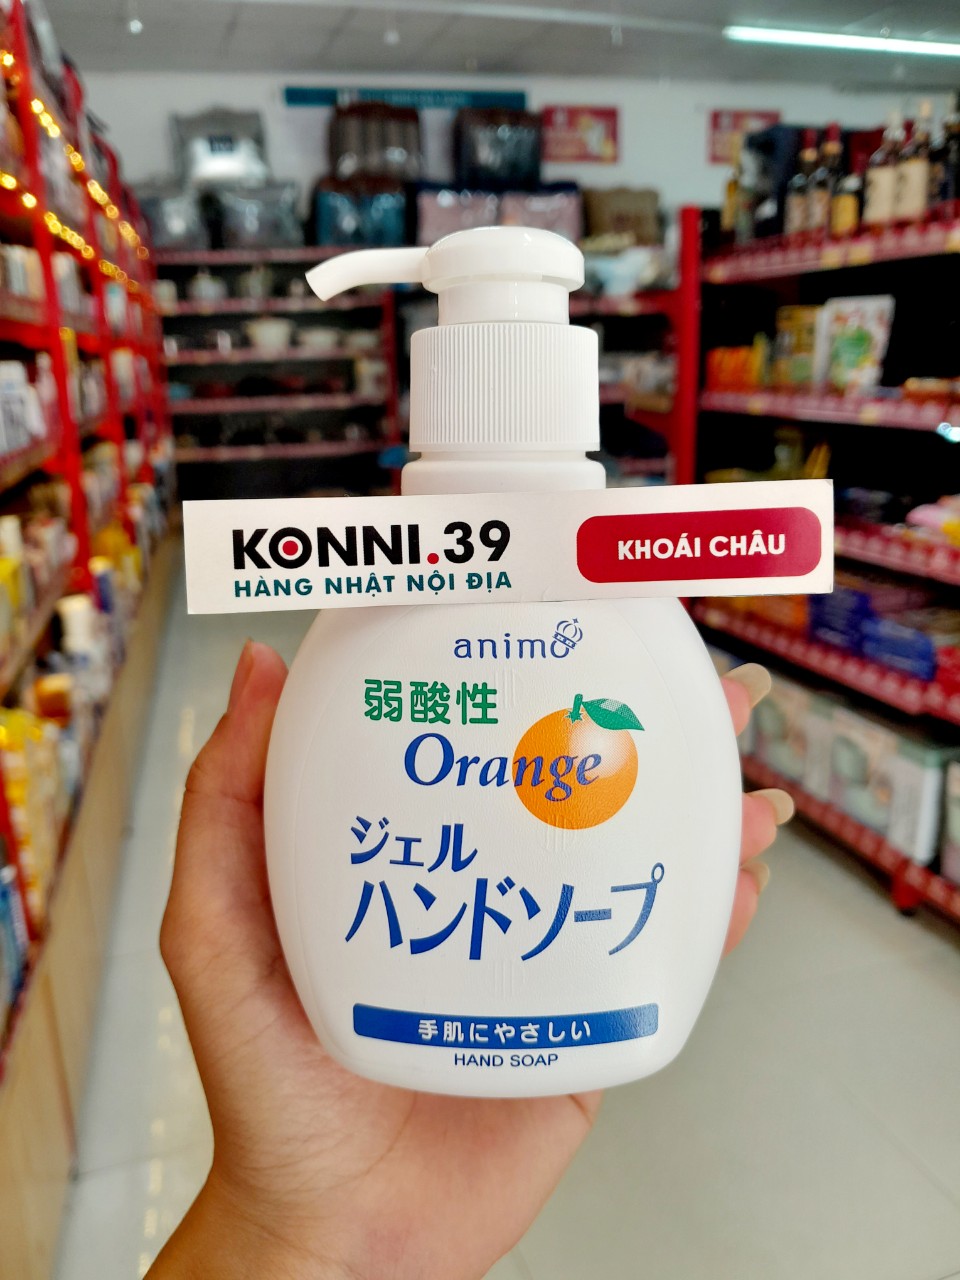 KONNI.39
HÀNG NHẬT NỘI ĐỊA
KHOÁI CHÂU
animo
弱酸性
Orange
ジェル
ハンドソープ
手肌にやさしい
HAND SOAP